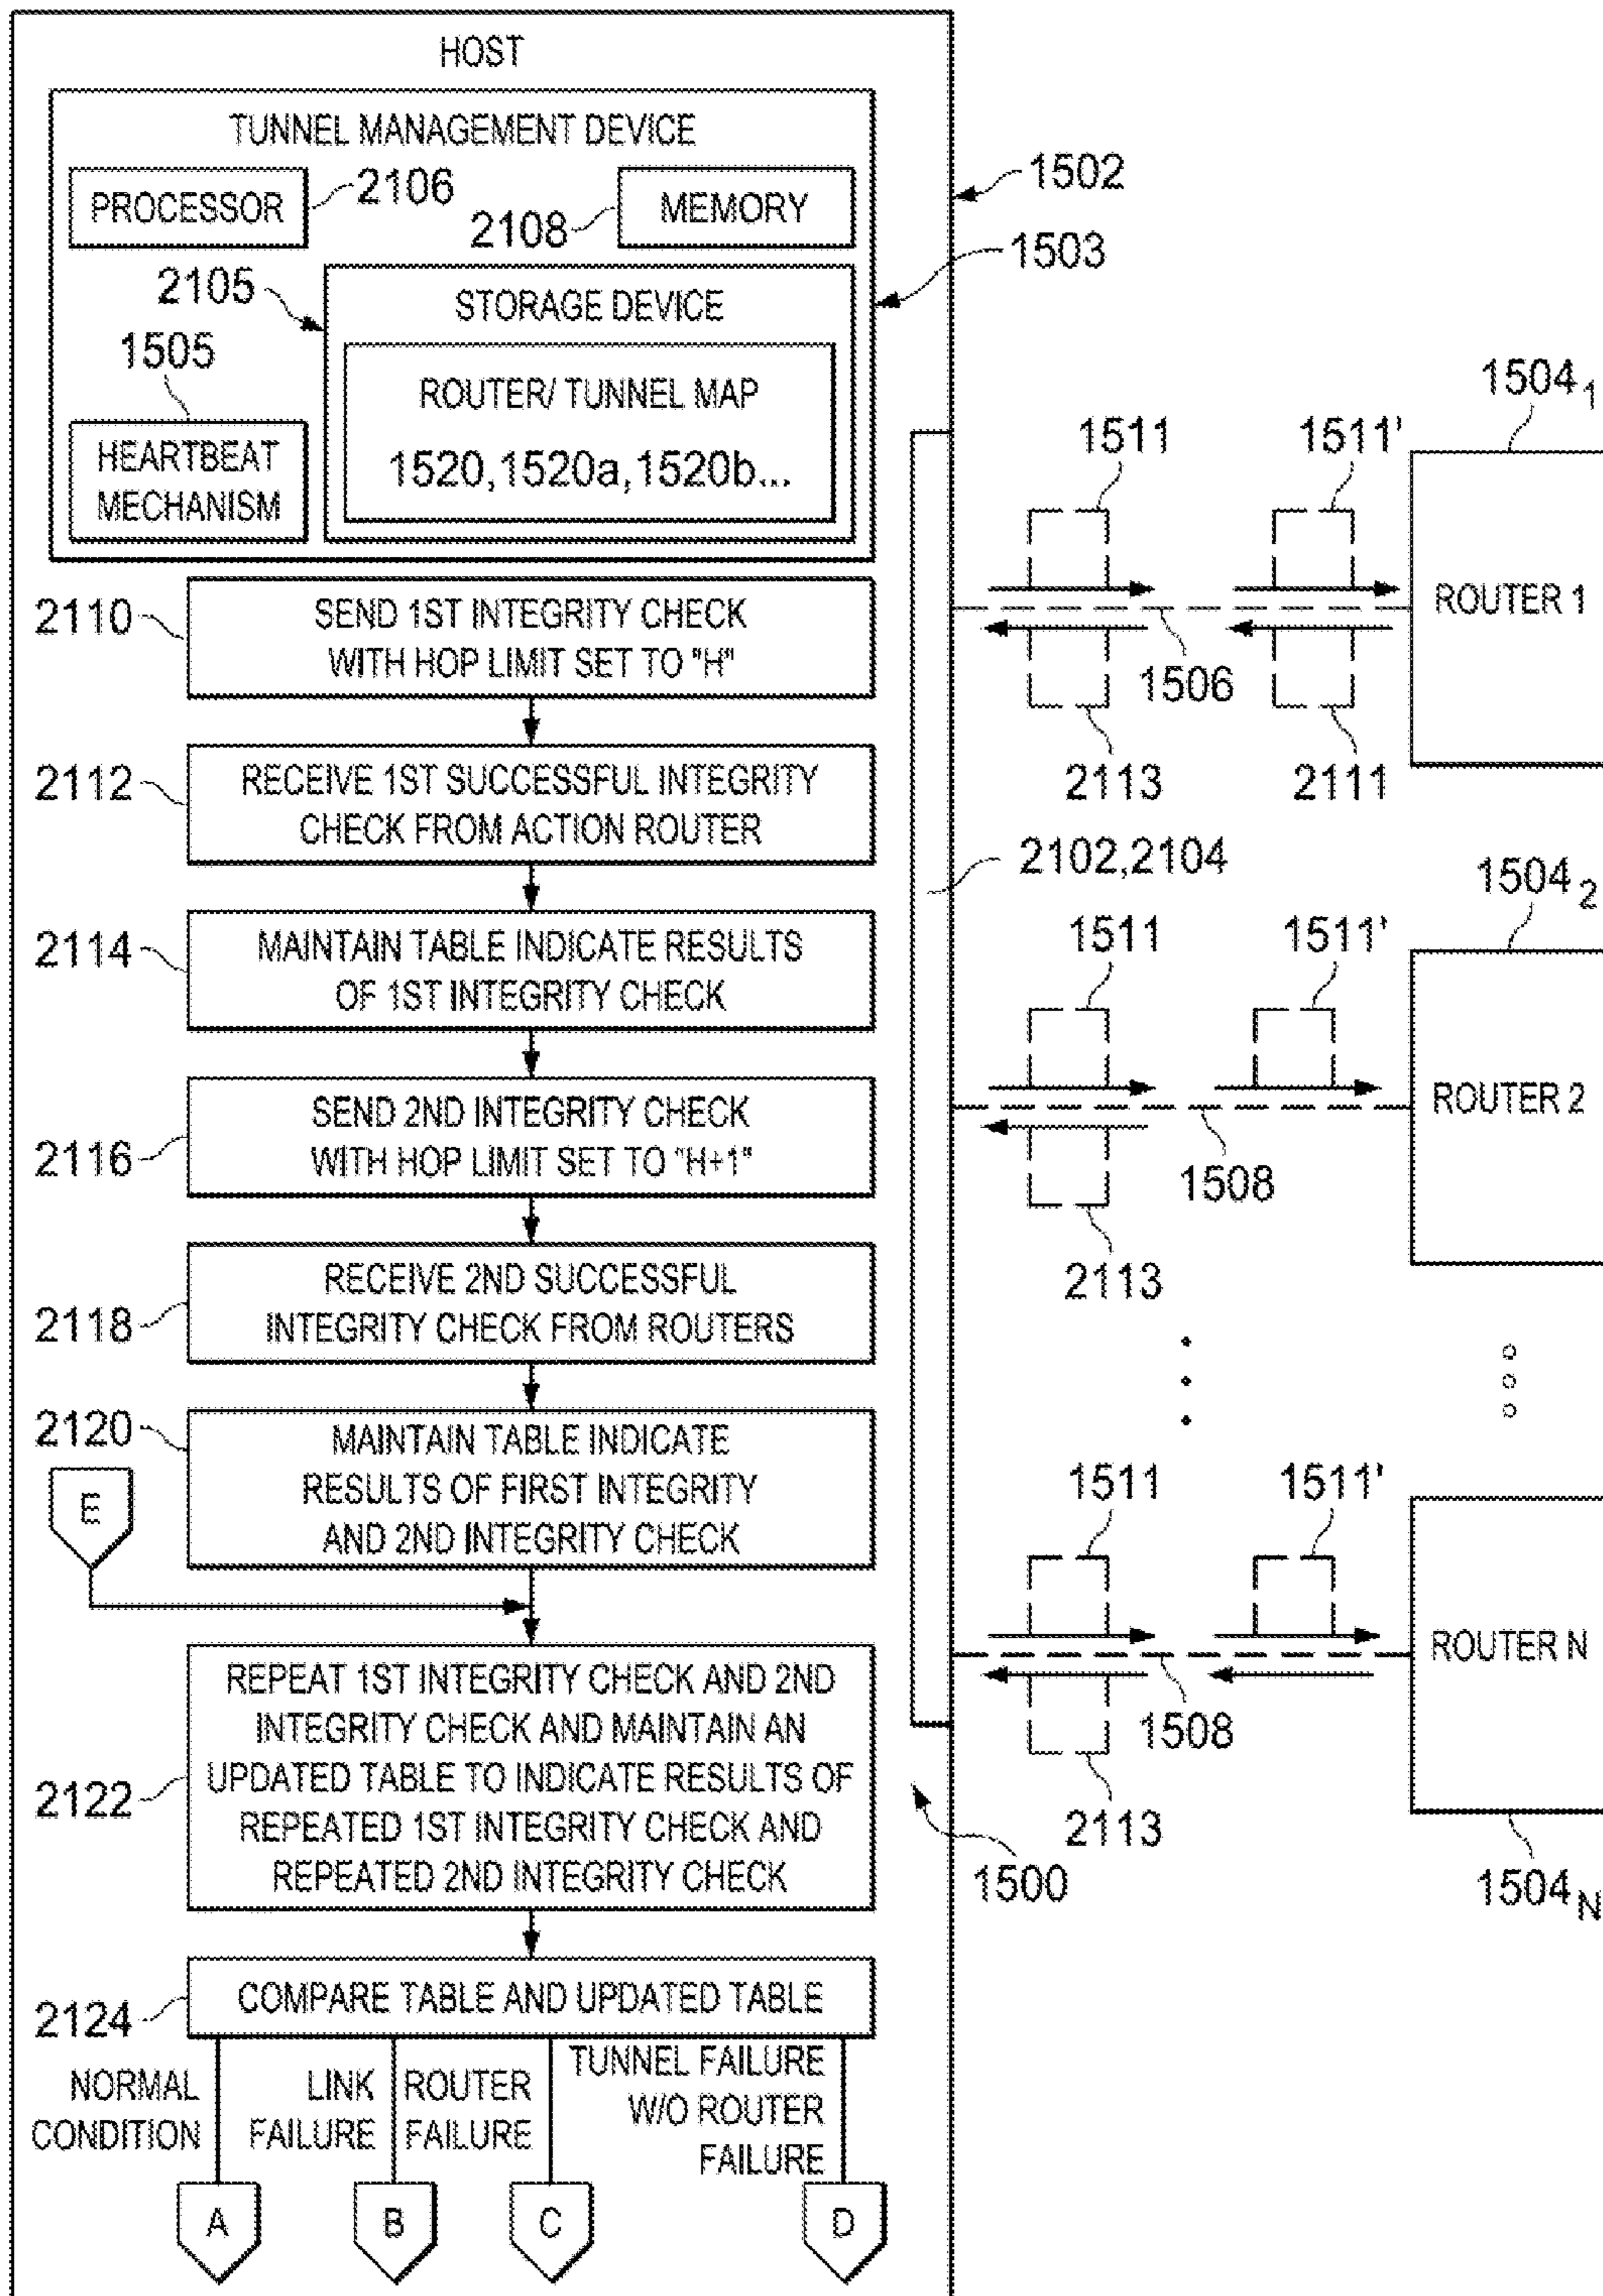 HOST
TUNNEL MANAGEMENT DEVICE
PROCESSOR
2106
2108
MEMORY
1502
1503
2105
STORAGE DEVICE
1505
ROUTER/ TUNNEL MAP
1520,1520a,1520b...
HEARTBEAT
MECHANISM
2110
SEND 1ST INTEGRITY CHECK
WITH HOP LIMIT SET TO "H"
2112
RECEIVE 1ST SUCCESSFUL INTEGRITY
CHECK FROM ACTION ROUTER
2114
MAINTAIN TABLE INDICATE RESULTS
OF 1ST INTEGRITY CHECK
2116
SEND 2ND INTEGRITY CHECK
WITH HOP LIMIT SET TO "H+1"
2118
RECEIVE 2ND SUCCESSFUL
INTEGRITY CHECK FROM ROUTERS
2120
MAINTAIN TABLE INDICATE
RESULTS OF FIRST INTEGRITY
AND 2ND INTEGRITY CHECK
E
2122
REPEAT 1ST INTEGRITY CHECK AND 2ND
INTEGRITY CHECK AND MAINTAIN AN
UPDATED TABLE TO INDICATE RESULTS OF
REPEATED 1ST INTEGRITY CHECK AND
REPEATED 2ND INTEGRITY CHECK
2124
COMPARE TABLE AND UPDATED TABLE
NORMAL
CONDITION
LINK
FAILURE
ROUTER
FAILURE
TUNNEL FAILURE
W/O ROUTER
FAILURE
A
B
C
D
1504₁
1511
1511'
ROUTER 1
1506
2113
2111
2102,2104
1504₂
1511
1511'
ROUTER 2
1508
2113
1511
1511'
ROUTER N
1508
2113
1500
1504N